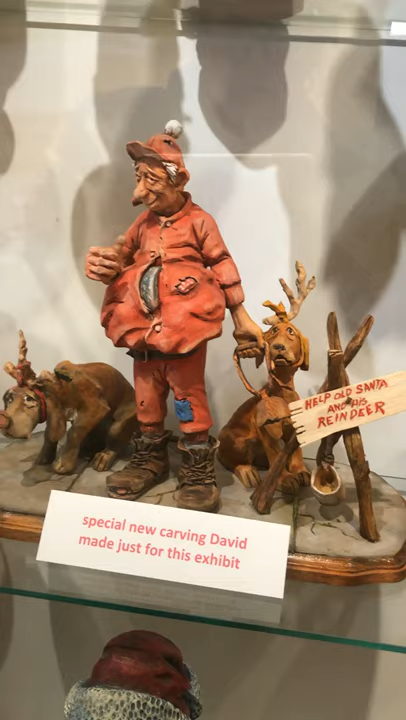 HELP OLD SANTA
AND HIS
REINDEER
special new carving David
made just for this exhibit